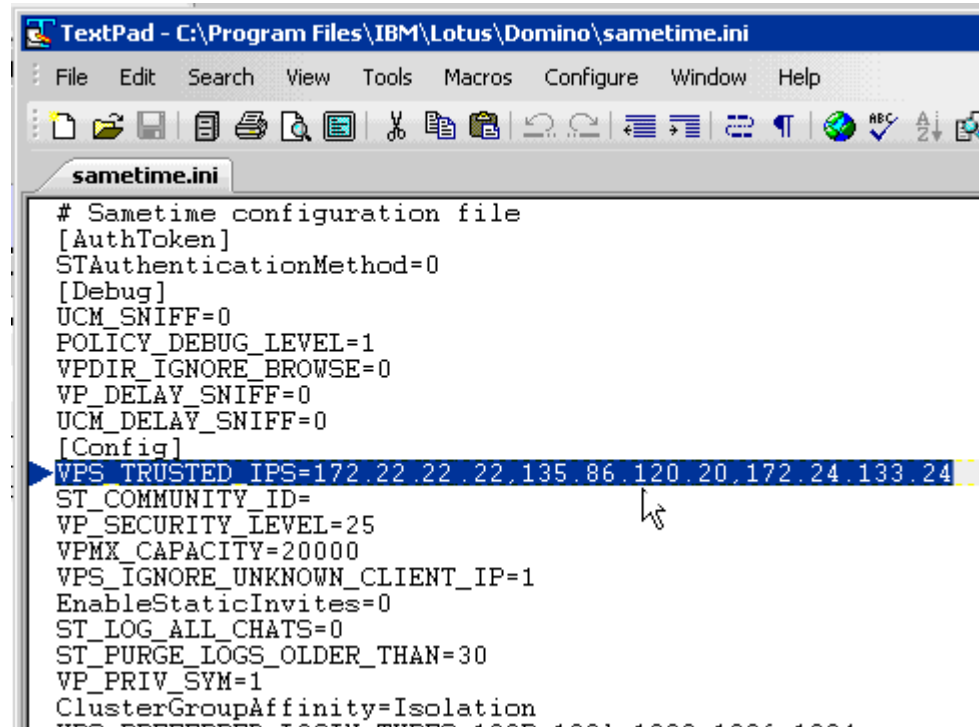 TextPad - C:\Program Files\IBM\Lotus\Domino\sametime.ini
File Edit Search View Tools Macros Configure Window Help
ABC
A
Z
sametime.ini
# Sametime configuration file
[AuthToken]
STAuthenticationMethod=0
[Debug]
UCM_SNIFF=0
POLICY_DEBUG_LEVEL=1
VPDIR_IGNORE_BROWSE=0
VP_DELAY_SNIFF=0
UCM_DELAY_SNIFF=0
[Config]
VPS_TRUSTED_IPS=172.22.22.22,135.86.120.20,172.24.133.24
ST_COMMUNITY_ID=
VP_SECURITY_LEVEL=25
VPMX_CAPACITY=20000
VPS_IGNORE_UNKNOWN_CLIENT_IP=1
EnableStaticInvites=0
ST_LOG_ALL_CHATS=0
ST_PURGE_LOGS_OLDER_THAN=30
VP_PRIV_SYM=1
ClusterGroupAffinity=Isolation